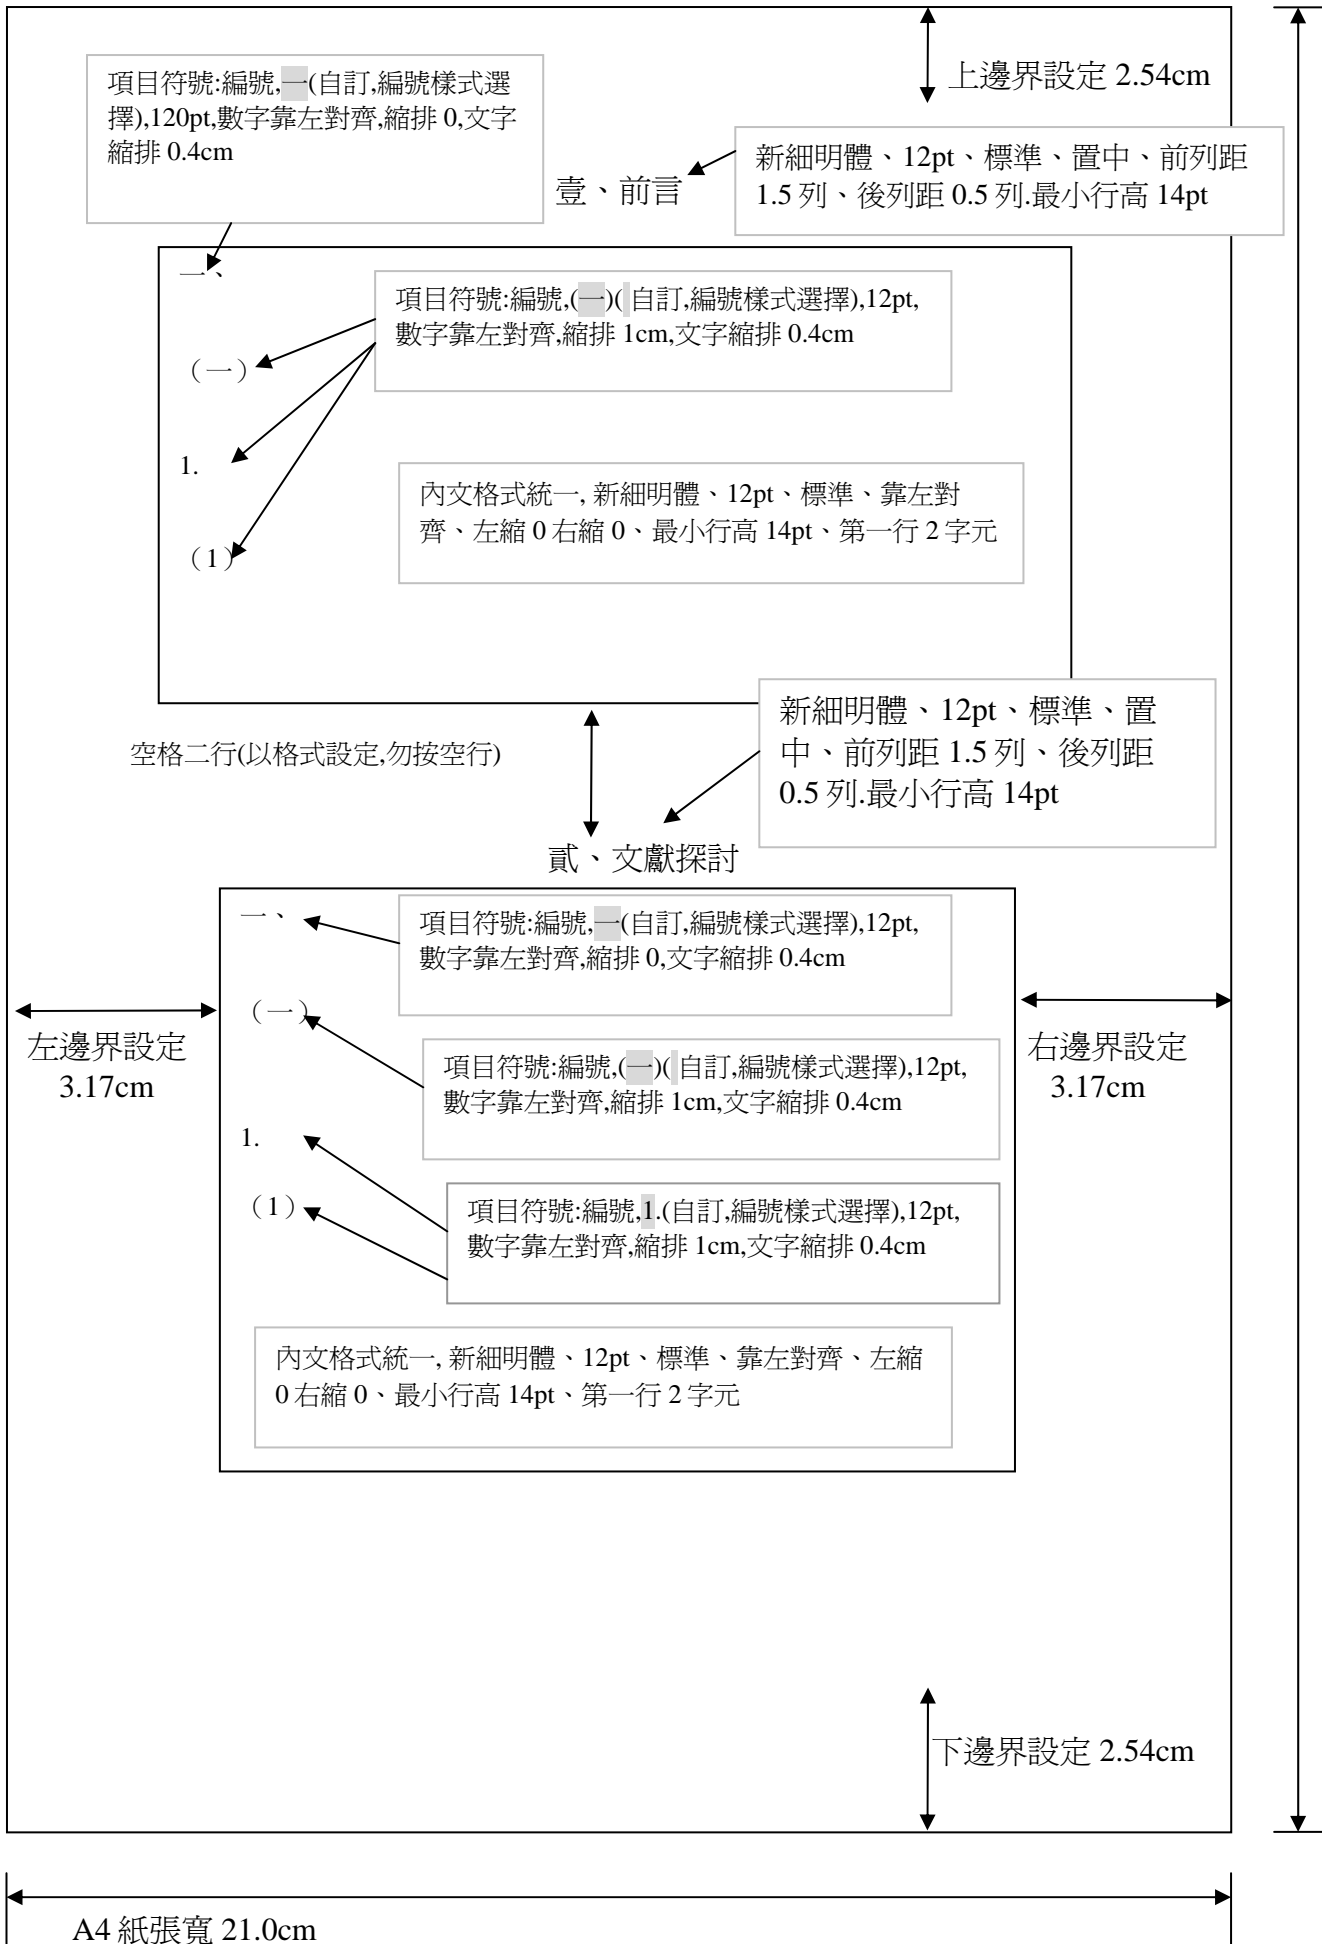 上邊界設定 2.54cm
項目符號:編號,一(自訂,編號樣式選
擇),120pt,數字靠左對齊,縮排 0,文字
縮排 0.4cm
新細明體、12pt、標準、置中、前列距
1.5 列、後列距 0.5 列.最小行高 14pt
壹、前言
一、
項目符號:編號,(一)( 自訂,編號樣式選擇),12pt,
數字靠左對齊,縮排 1cm,文字縮排 0.4cm
（一）
1.
（1）
內文格式統一, 新細明體、12pt、標準、靠左對
齊、左縮 0 右縮 0、最小行高 14pt、第一行 2 字元
空格二行(以格式設定,勿按空行)
新細明體、12pt、標準、置
中、前列距 1.5 列、後列距
0.5 列.最小行高 14pt
貳、文獻探討
一、
項目符號:編號,一(自訂,編號樣式選擇),12pt,
數字靠左對齊,縮排 0,文字縮排 0.4cm
（一）
左邊界設定
3.17cm
右邊界設定
3.17cm
項目符號:編號,(一)( 自訂,編號樣式選擇),12pt,
數字靠左對齊,縮排 1cm,文字縮排 0.4cm
1.
（1）
項目符號:編號,1.(自訂,編號樣式選擇),12pt,
數字靠左對齊,縮排 1cm,文字縮排 0.4cm
內文格式統一, 新細明體、12pt、標準、靠左對齊、左縮
0 右縮 0、最小行高 14pt、第一行 2 字元
下邊界設定 2.54cm
A4 紙張寬 21.0cm